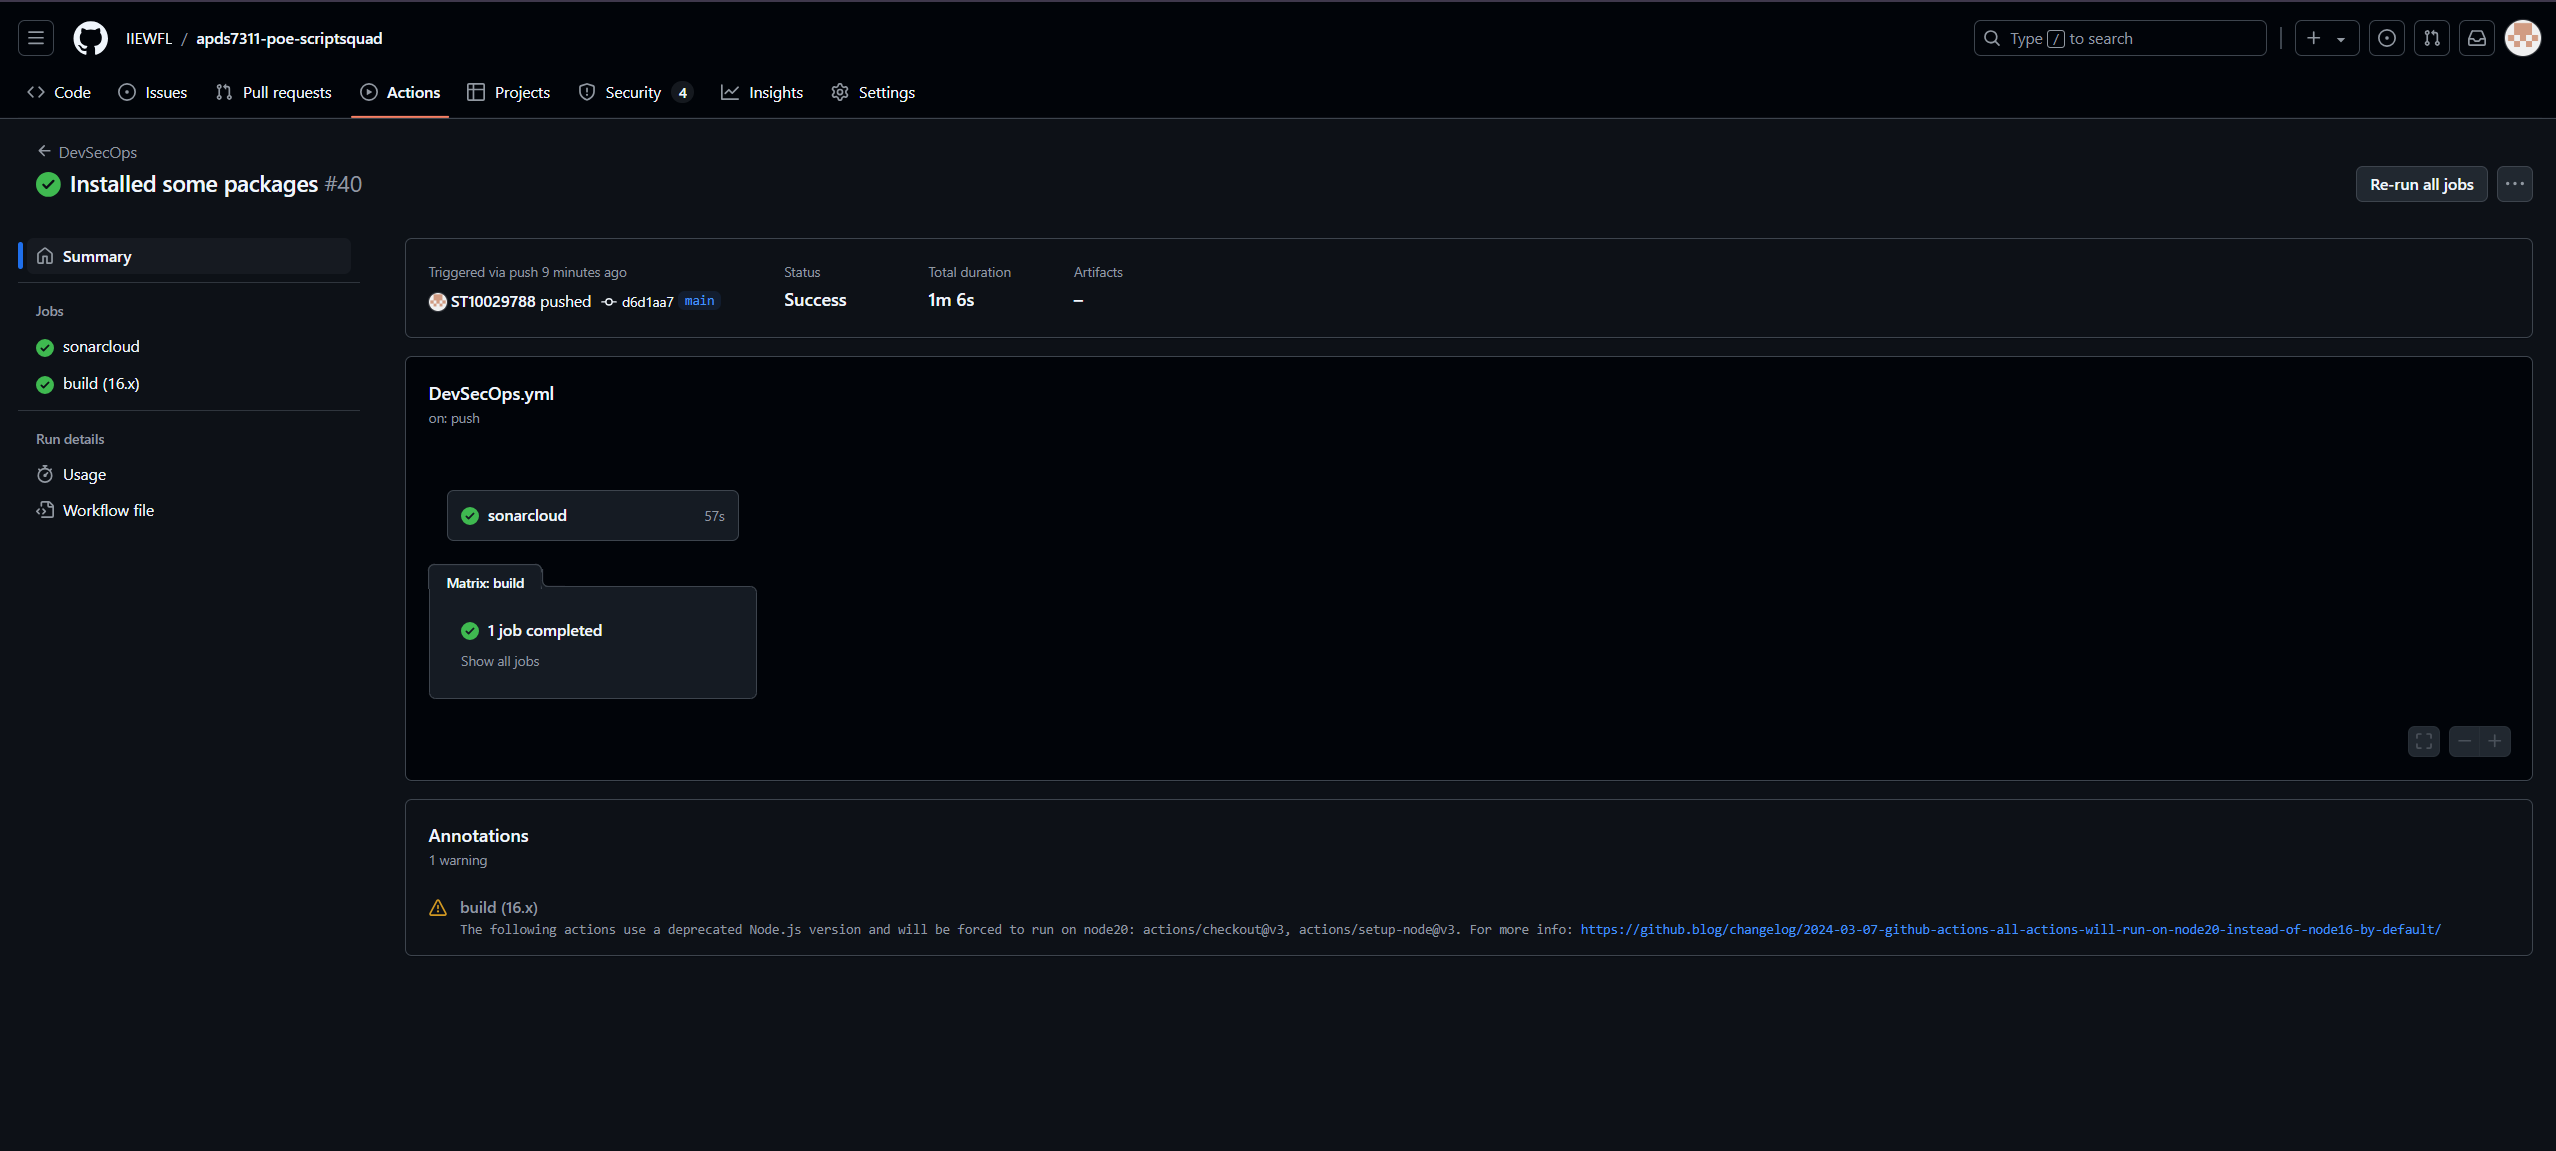 IIEWFL / apds7311-poe-scriptsquad
Type / to search
Code Issues Pull requests Actions Projects Security 4 Insights Settings
DevSecOps
Installed some packages #40
Re-run all jobs
Summary
Jobs
sonarcloud
build (16.x)
Run details
Usage
Workflow file
Triggered via push 9 minutes ago
ST10029788 pushed d6d1aa7 main
Status
Success
Total duration
1m 6s
Artifacts
–
DevSecOps.yml
on: push
sonarcloud 57s
Matrix: build
1 job completed
Show all jobs
Annotations
1 warning
build (16.x)
The following actions use a deprecated Node.js version and will be forced to run on node20: actions/checkout@v3, actions/setup-node@v3. For more info: https://github.blog/changelog/2024-03-07-github-actions-all-actions-will-run-on-node20-instead-of-node16-by-default/